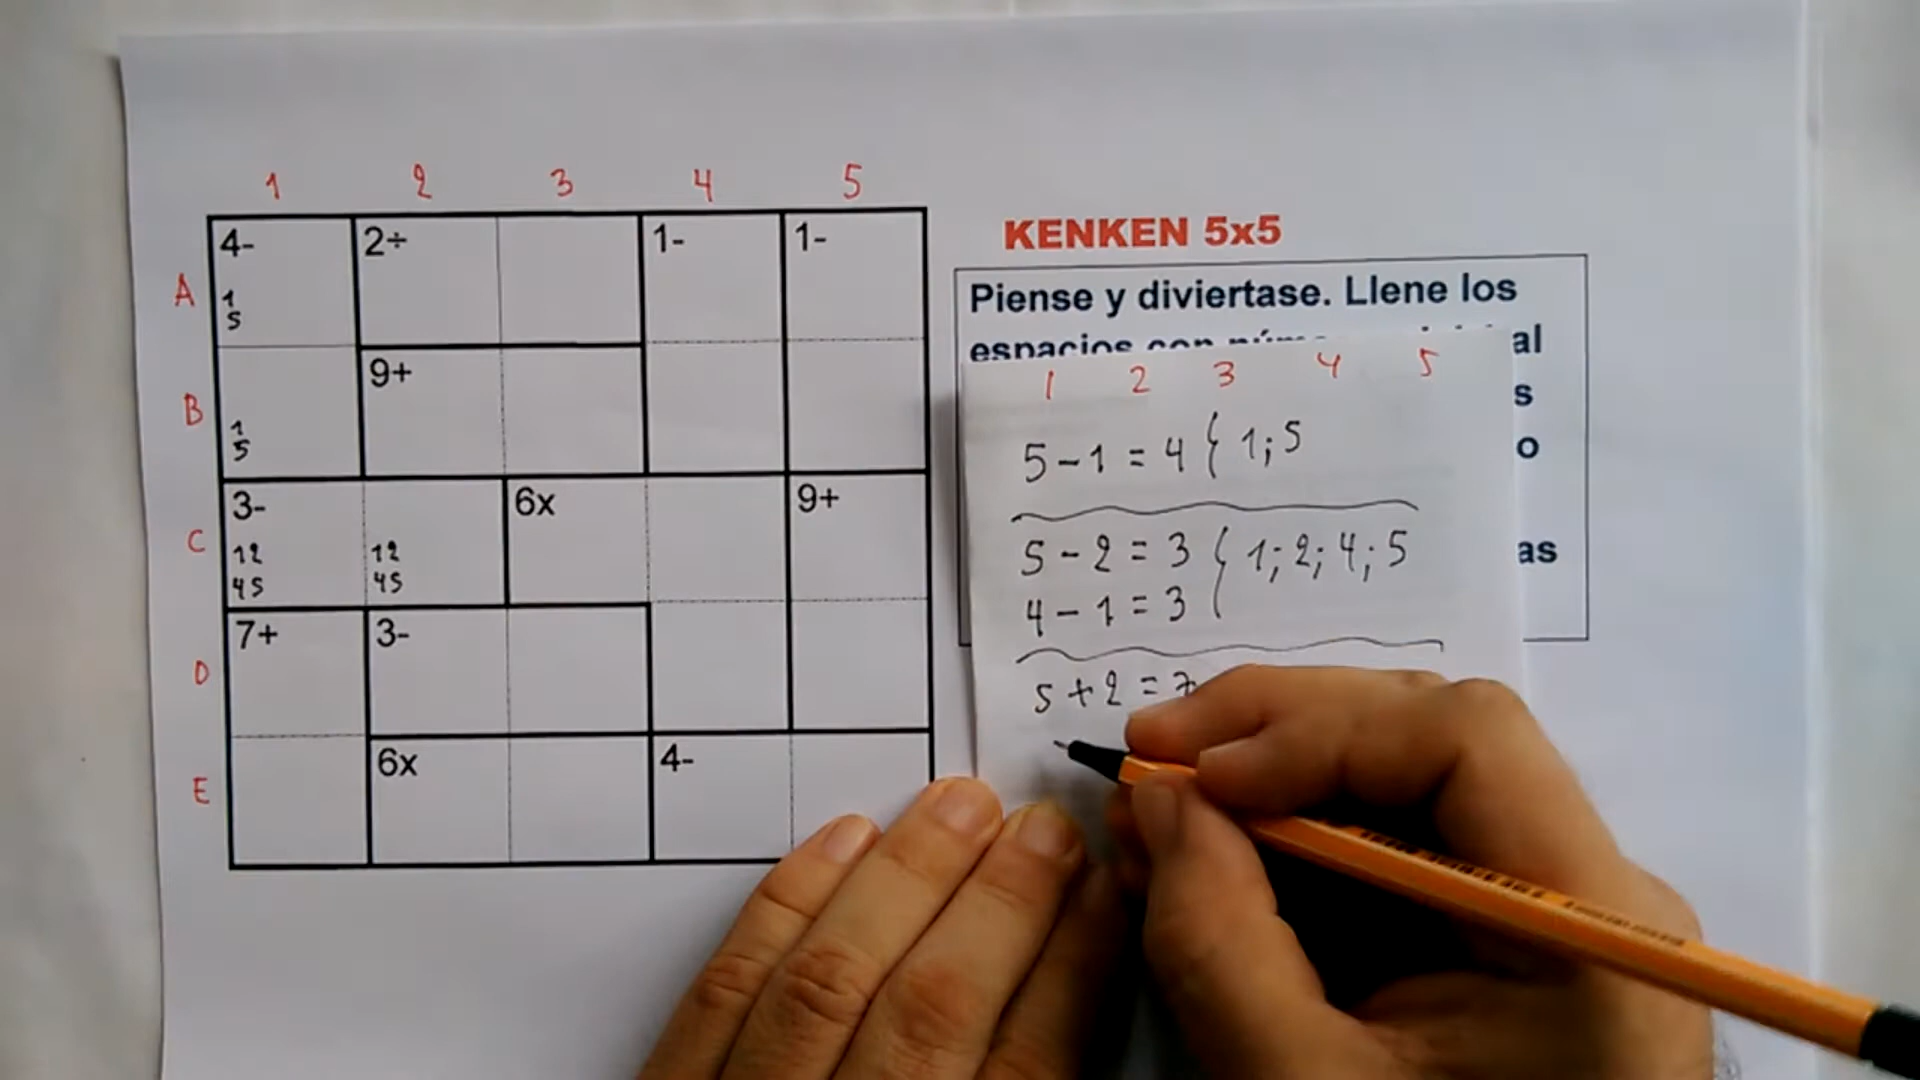 1 2 3 4 5
A
B
C
D
E
4-
2÷
1-
1-
1
5
9+
1
5
3-
6x
9+
12
45
12
45
7+
3-
6x
4-
KENKEN 5x5
Piense y diviertase. Llene los
espacios con al
s
o
as
1 2 3 4 5
5-1=4{1;5
5-2=3{1;2;4;5
4-1=3
5+2=7